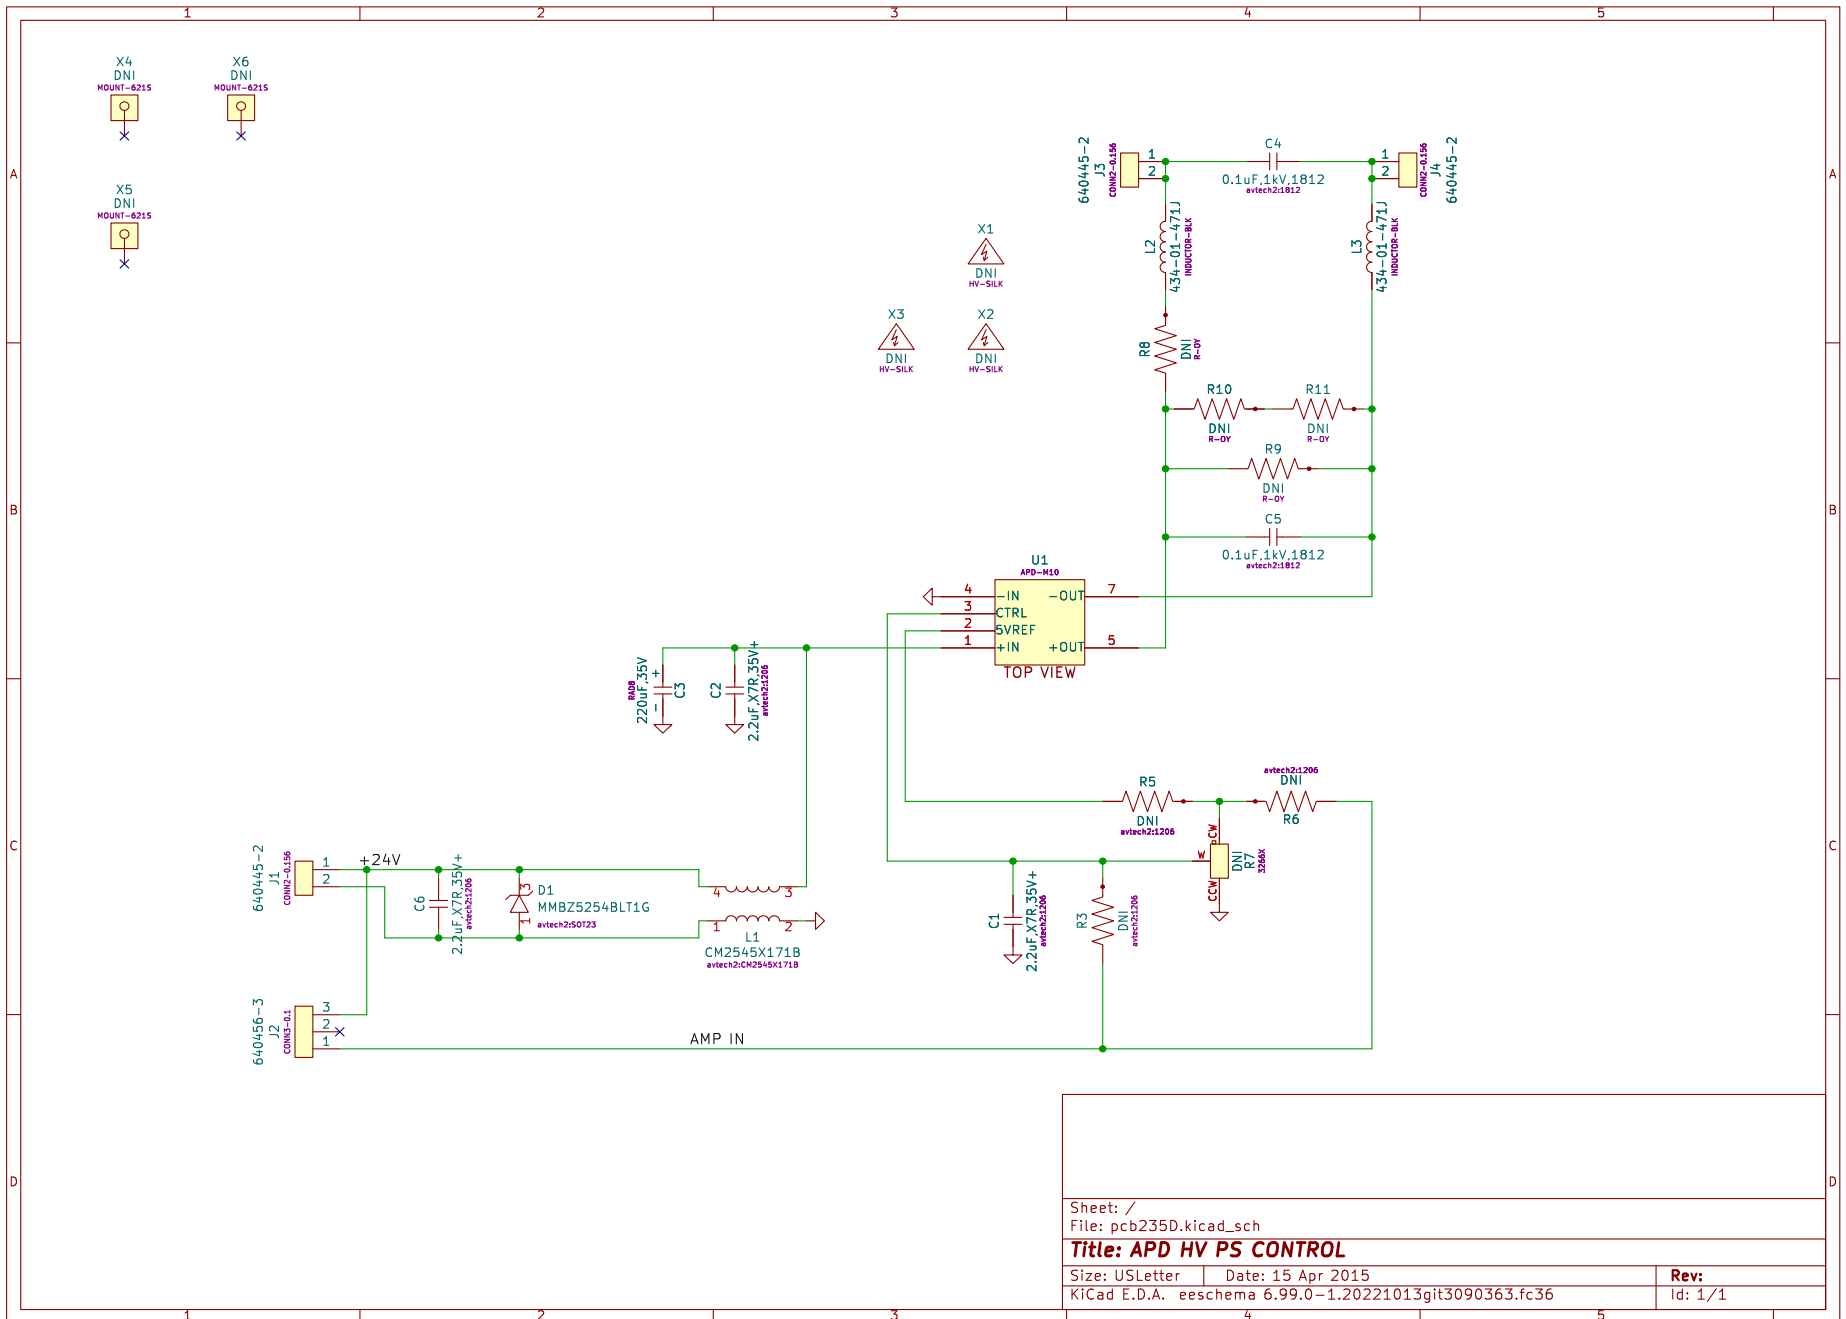 1 2 3 4 5
A
B
C
D
A
B
C
D
1 2 3 4 5
X4
DNI
MOUNT-621S
X6
DNI
MOUNT-621S
X5
DNI
MOUNT-621S
X1
DNI
HV-SILK
X3
DNI
HV-SILK
X2
DNI
HV-SILK
640445-2
J3
CONN2-0.156
1
2
C4
0.1uF,1kV,1812
avtech2:1812
1
2
CONN2-0.156
J4
640445-2
L2
434-01-471J
INDUCTOR-BLK
L3
434-01-471J
INDUCTOR-BLK
R8
DNI
R-OY
R10
DNI
R-OY
R11
DNI
R-OY
R9
DNI
R-OY
C5
0.1uF,1kV,1812
avtech2:1812
U1
APD-M10
4 -IN -OUT 7
3 CTRL
2 5VREF
1 +IN +OUT 5
TOP VIEW
RAD8
220uF,35V
+
-
C3
C2
2.2uF,X7R,35V+
avtech2:1206
R5
DNI
avtech2:1206
avtech2:1206
DNI
R6
CW
W
CCW
DNI
R7
3266X
640445-2
J1
CONN2-0.156
1
2
+24V
C6
2.2uF,X7R,35V+
avtech2:1206
3
1
D1
MMBZ5254BLT1G
avtech2:SOT23
4 3
1 2
L1
CM2545X171B
avtech2:CM2545X171B
C1
2.2uF,X7R,35V+
avtech2:1206
R3
DNI
avtech2:1206
640456-3
J2
CONN3-0.1
3
2
1
AMP IN
Sheet: /
File: pcb235D.kicad_sch
Title: APD HV PS CONTROL
Size: USLetter Date: 15 Apr 2015 Rev:
KiCad E.D.A. eeschema 6.99.0-1.20221013git3090363.fc36 Id: 1/1